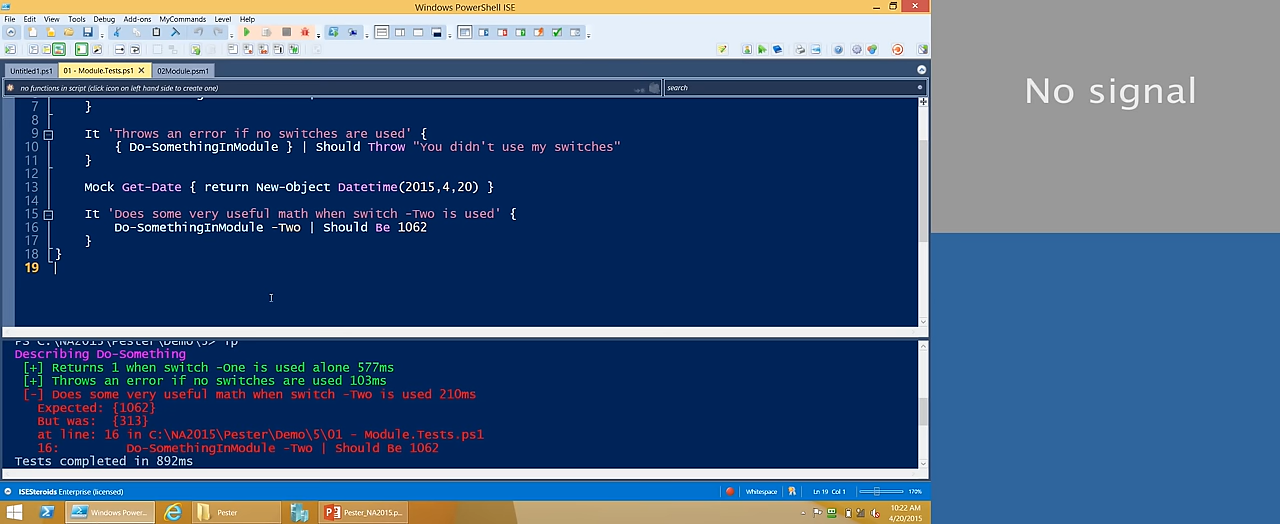 Windows PowerShell ISE
File Edit View Tools Debug Add-ons MyCommands Level Help
Untitled1.ps1 01 - Module.Tests.ps1 02Module.psm1
no functions in script (click icon on left hand side to create one) search
7 }
8
9 It 'Throws an error if no switches are used' {
10 { Do-SomethingInModule } | Should Throw "You didn't use my switches"
11 }
12
13 Mock Get-Date { return New-Object Datetime(2015,4,20) }
14
15 It 'Does some very useful math when switch -Two is used' {
16 Do-SomethingInModule -Two | Should Be 1062
17 }
18 }
19
PS C:\NA2015\Pester\Demo\5> Ip
Describing Do-Something
[+] Returns 1 when switch -One is used alone 577ms
[+] Throws an error if no switches are used 103ms
[-] Does some very useful math when switch -Two is used 210ms
Expected: {1062}
But was: {313}
at line: 16 in C:\NA2015\Pester\Demo\5\01 - Module.Tests.ps1
16: Do-SomethingInModule -Two | Should Be 1062
Tests completed in 892ms
ISESteroids Enterprise (licensed) Whitespace Ln 19 Col 1 170%
Windows Power... Pester Pester_NA2015.p...
10:22 AM
4/20/2015
No signal